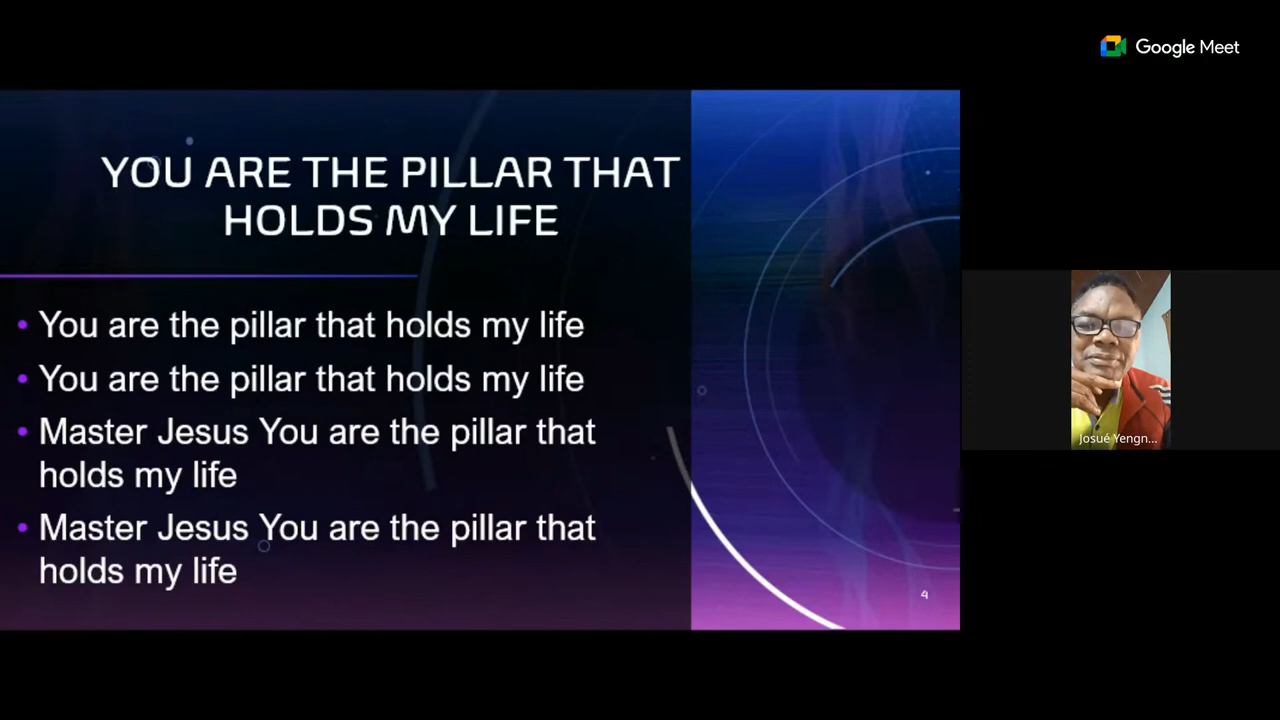 Google Meet
YOU ARE THE PILLAR THAT
HOLDS MY LIFE
• You are the pillar that holds my life
• You are the pillar that holds my life
• Master Jesus You are the pillar that
holds my life
• Master Jesus You are the pillar that
holds my life
4
Josué Yengn...